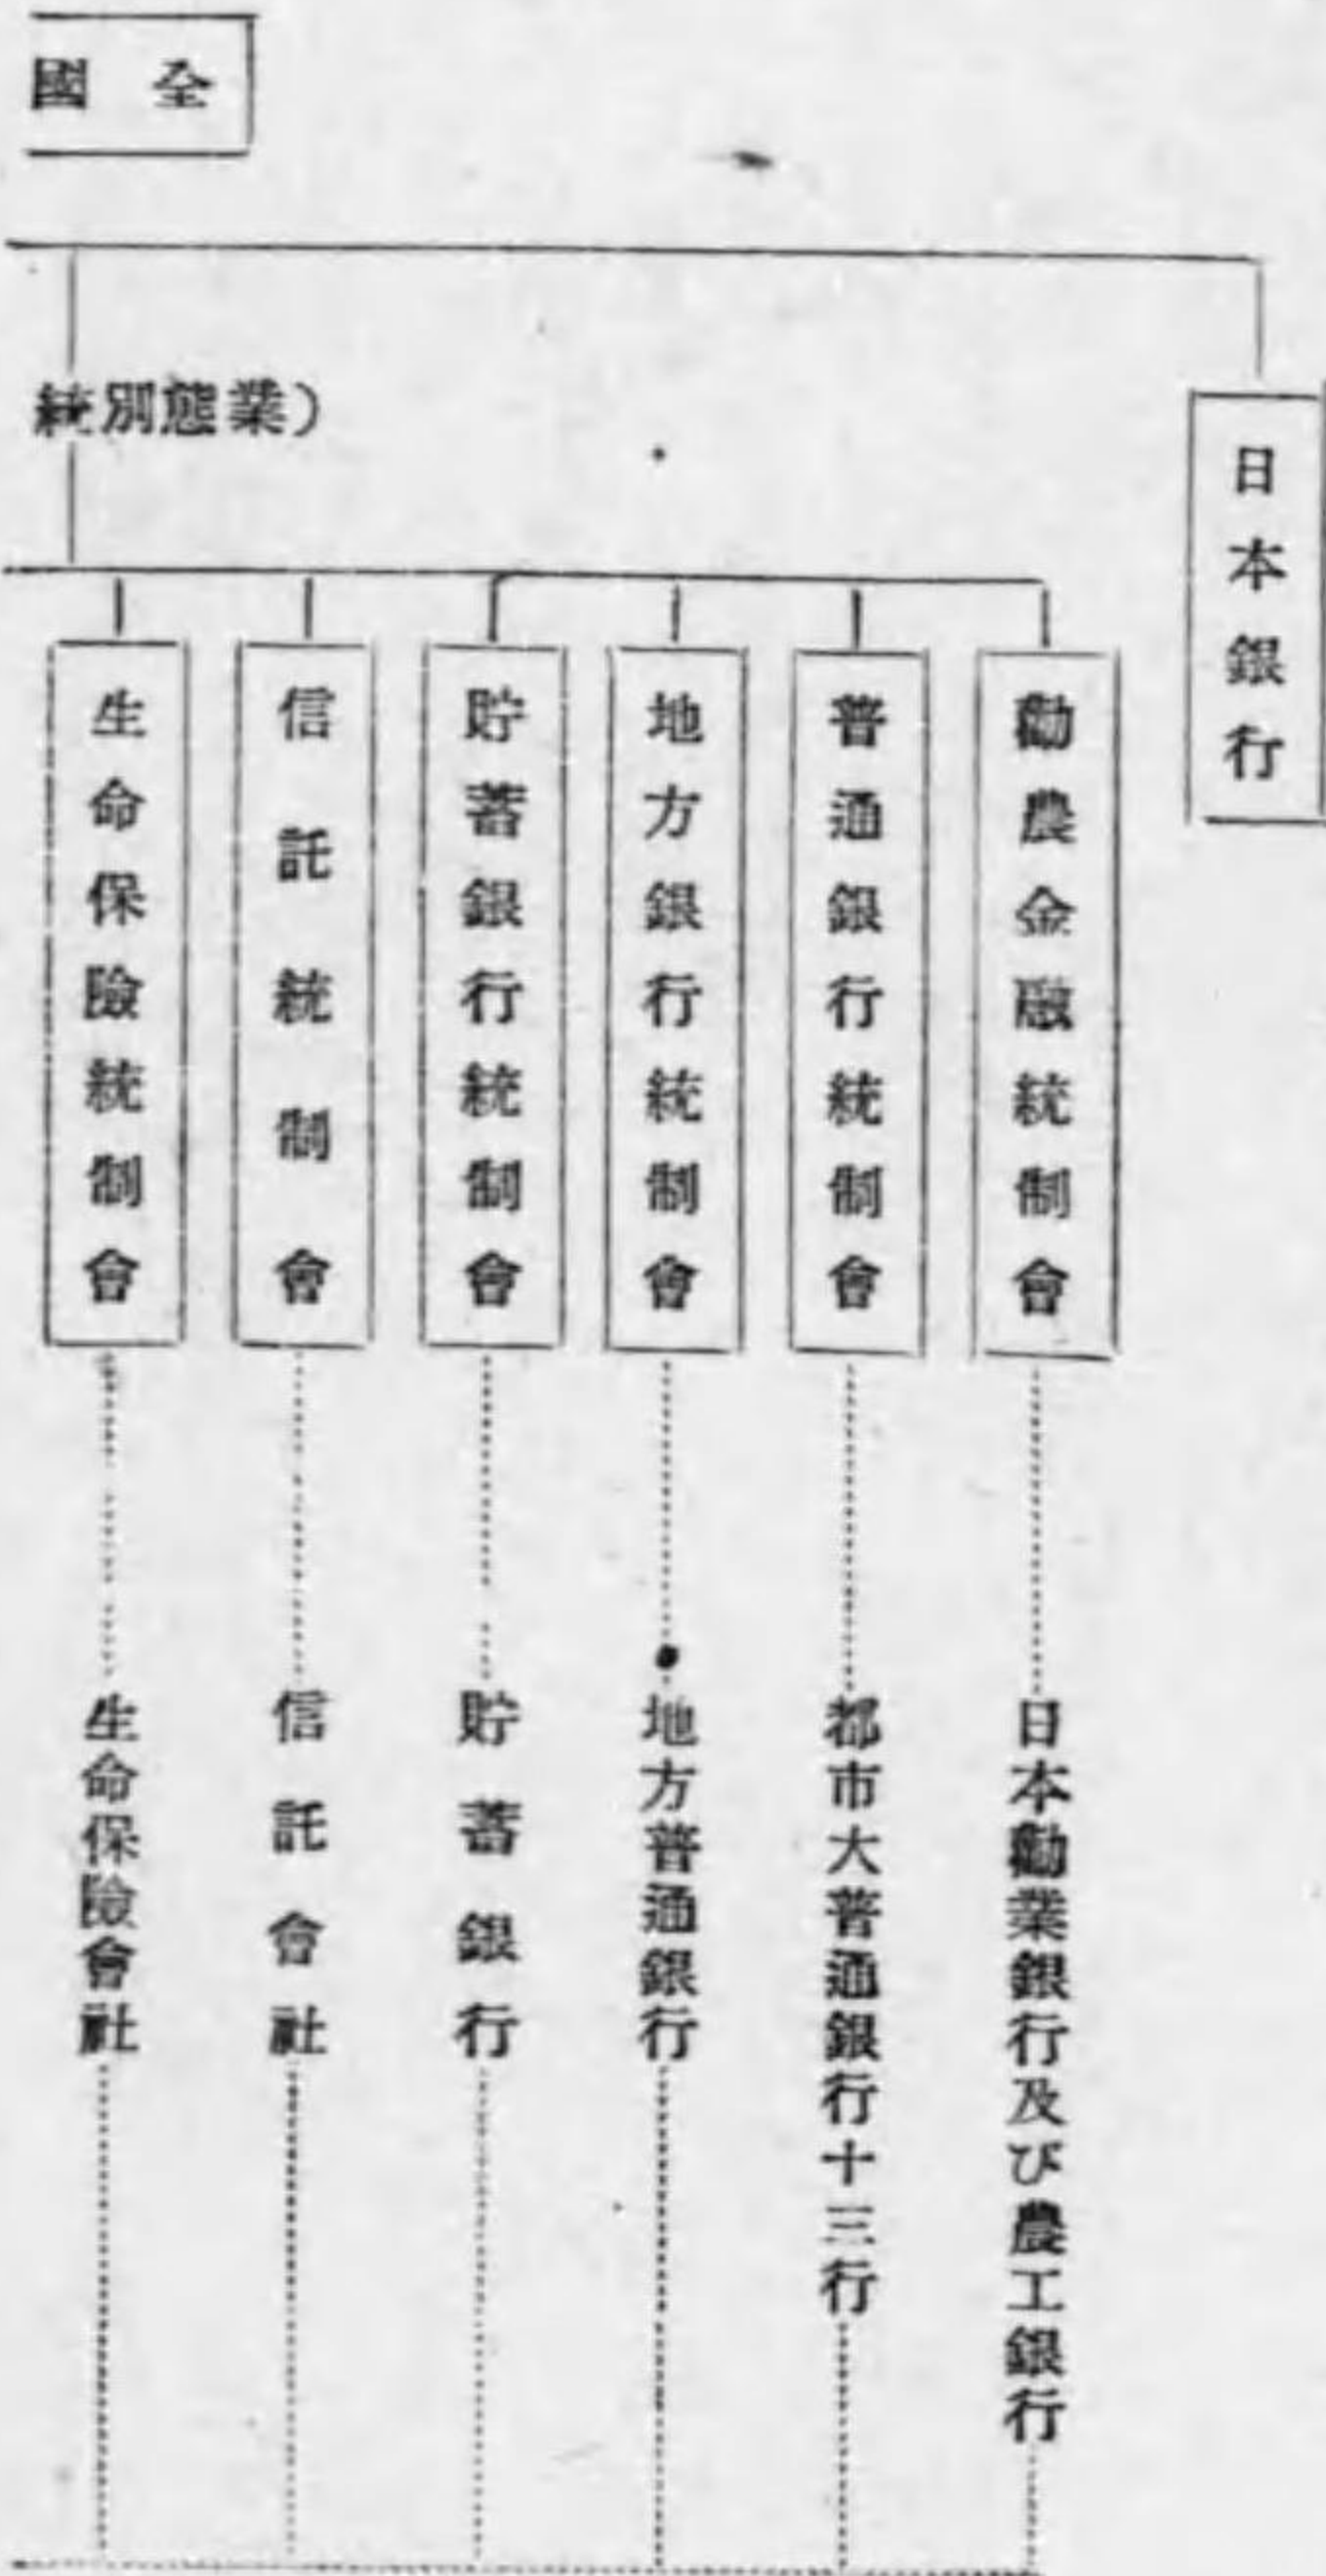 全國
日本銀行
(業態別統
勸農金融統制會
普通銀行統制會
地方銀行統制會
貯蓄銀行統制會
信託統制會
生命保險統制會
日本勸業銀行及び農工銀行
都市大普通銀行十三行
地方普通銀行
貯蓄銀行
信託會社
生命保險會社